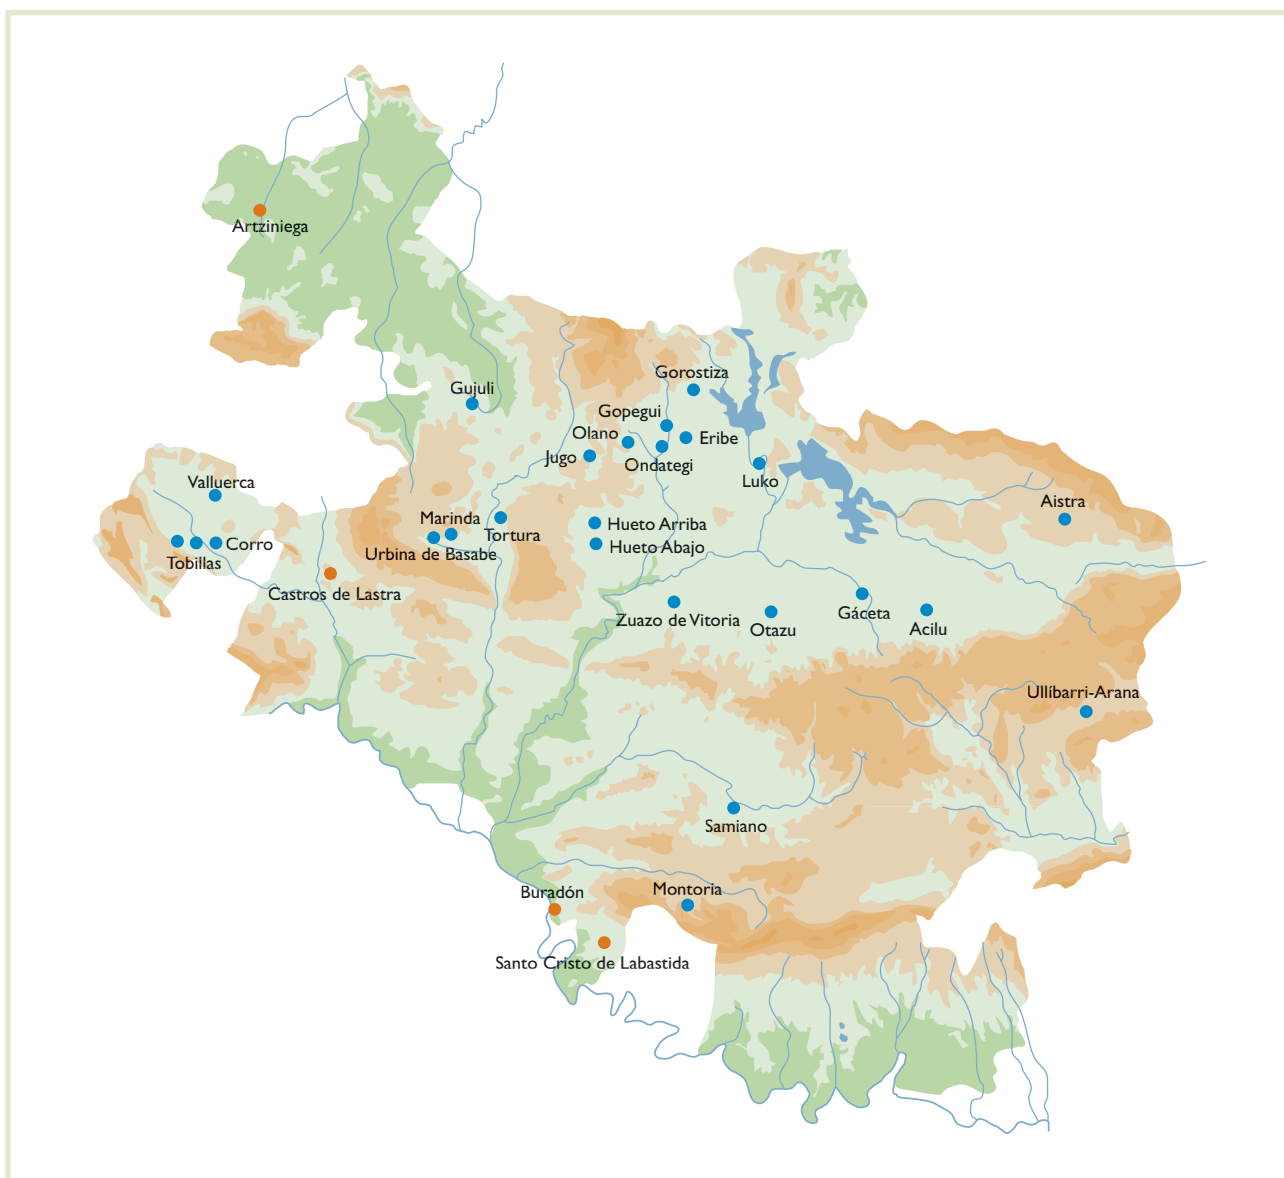 Artziniega
Gorostiza
Gujuli
Gopegui
Olano
Eribe
Jugo
Ondategi
Luko
Valluerca
Aistra
Marinda
Hueto Arriba
Tortura
Corro
Urbina de Basabe
Hueto Abajo
Tobillas
Castros de Lastra
Gáceta
Zuazo de Vitoria
Otazu
Acilu
Ullíbarri-Arana
Samiano
Buradón
Montoria
Santo Cristo de Labastida